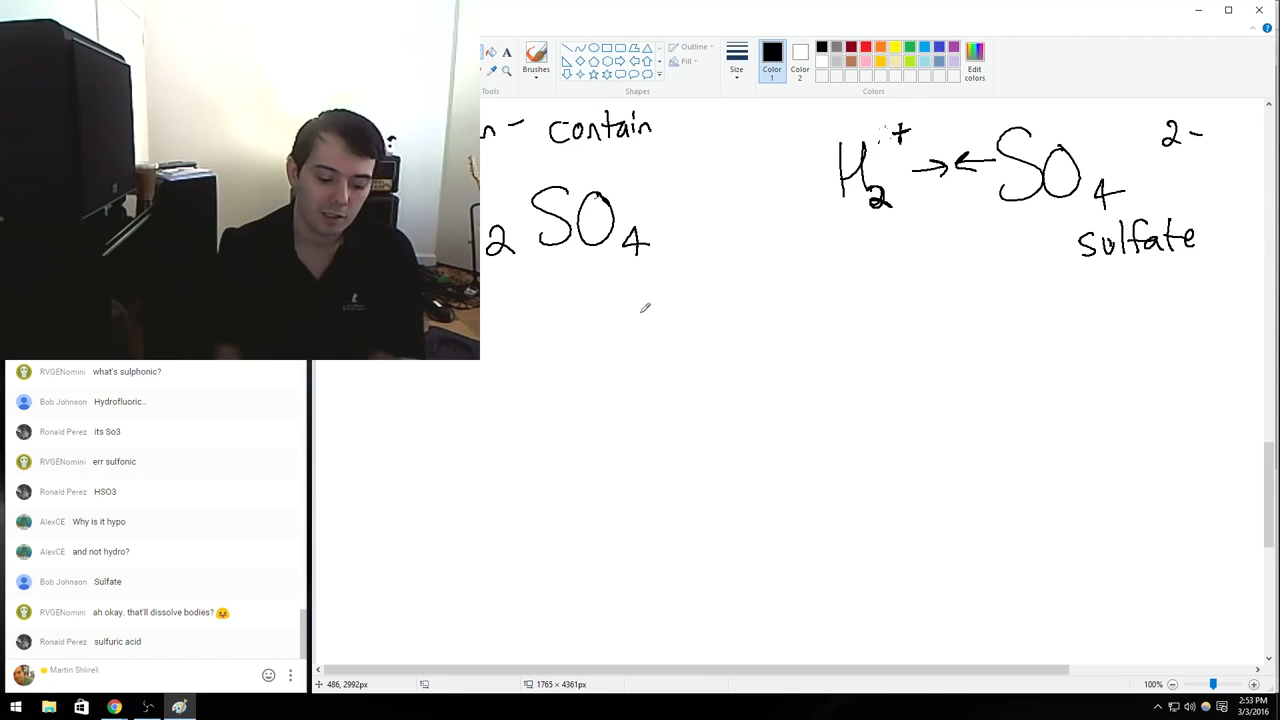 Outline
Fill
Brushes
Size
Color
1
Color
2
Edit
colors
Shapes
Colors
n - contain
2 SO4
H2+ → ← SO4 2-
sulfate
RVGENomini what's sulphonic?
Bob Johnson Hydrofluoric..
Ronald Perez its So3
RVGENomini err sulfonic
Ronald Perez HSO3
AlexCE Why is it hypo
AlexCE and not hydro?
Bob Johnson Sulfate
RVGENomini ah okay. that'll dissolve bodies?
Ronald Perez sulfuric acid
Martin Shkreli
486, 2992px
1765 × 4361px
100%
2:53 PM
3/3/2016